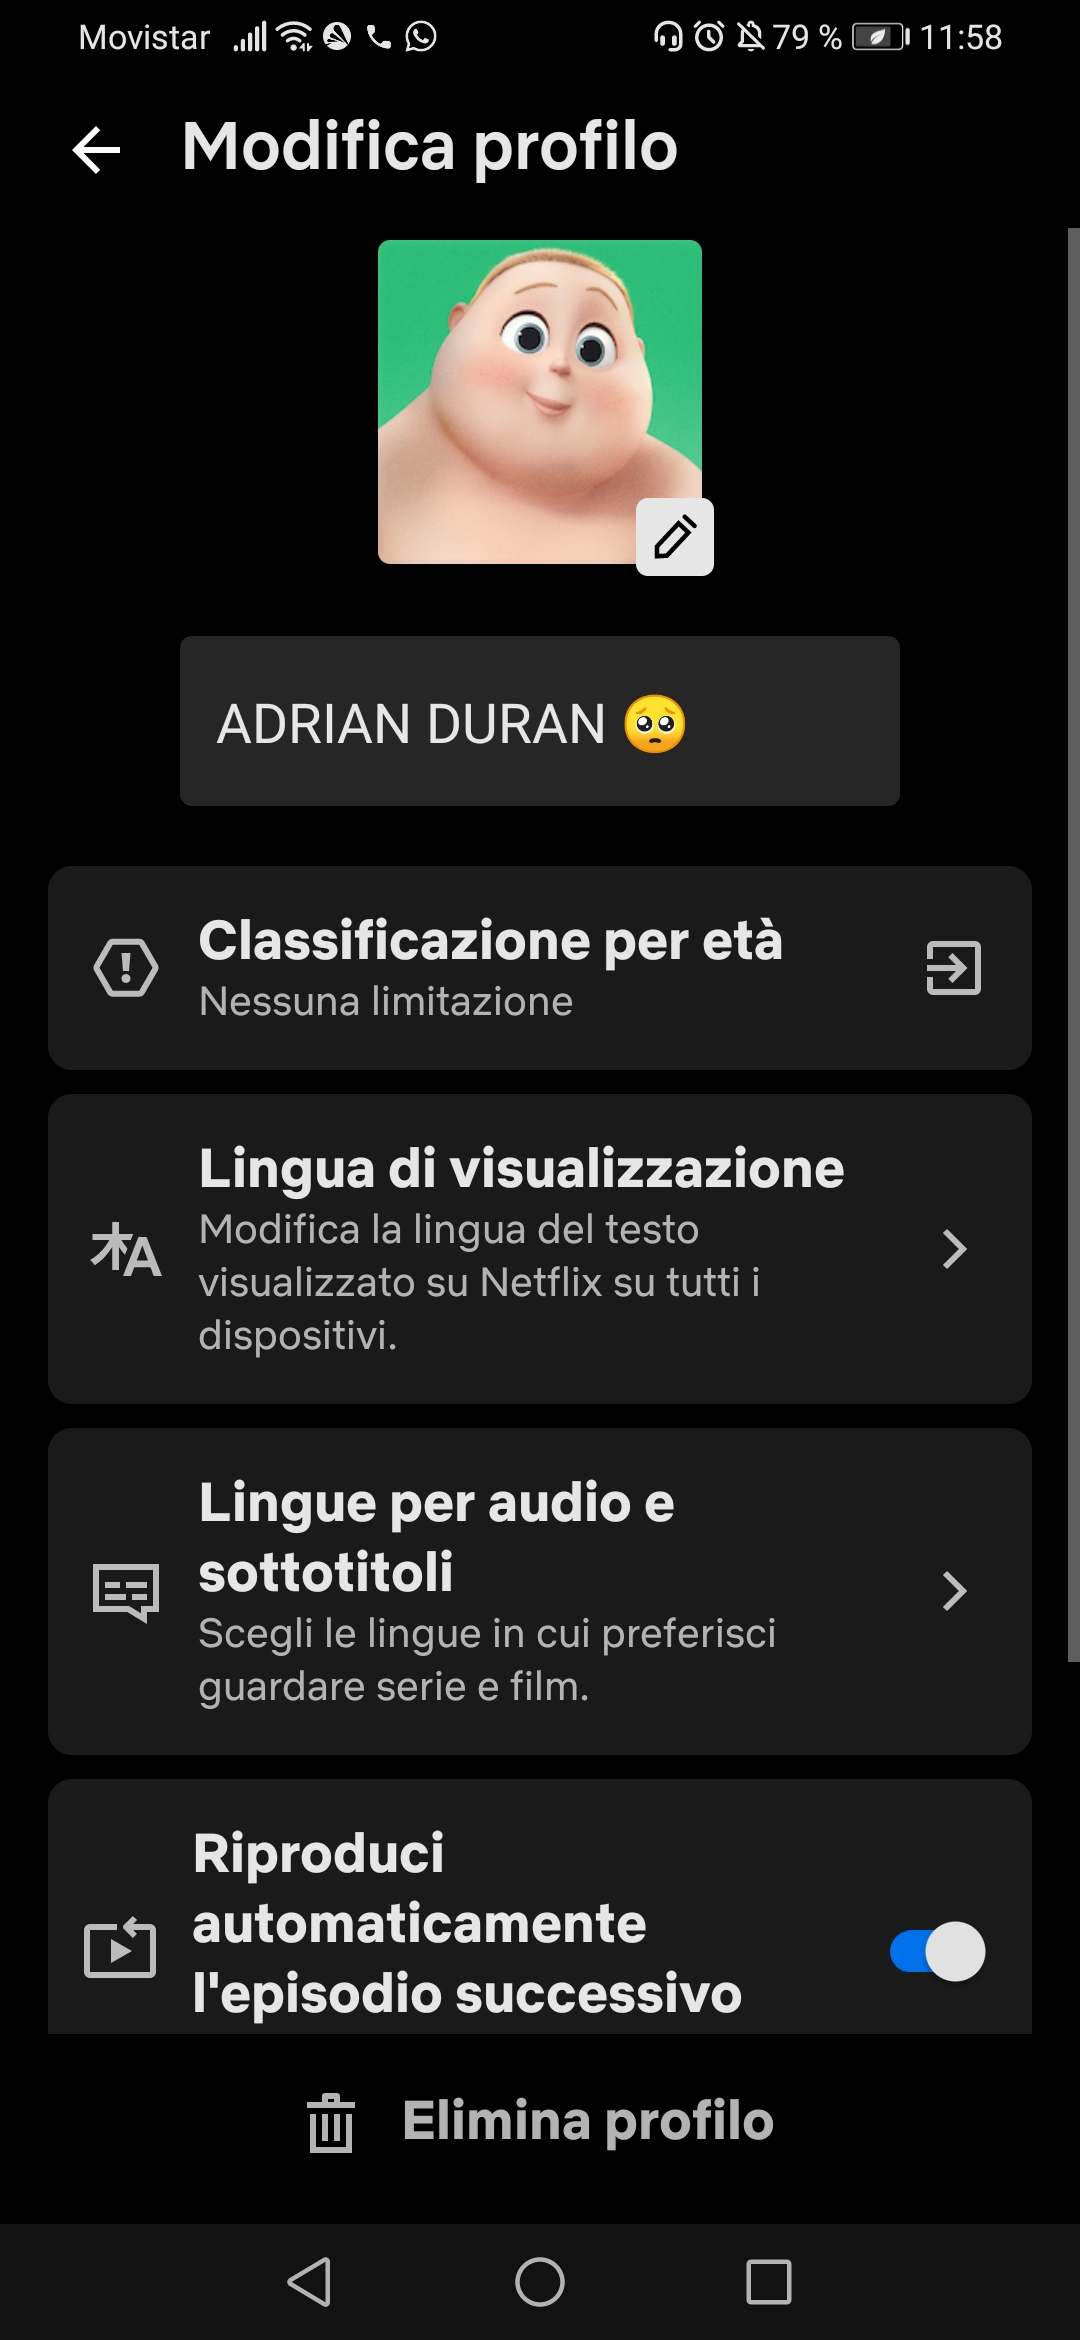 Movistar 79 % 11:58
Modifica profilo
ADRIAN DURAN 🥺
Classificazione per età
Nessuna limitazione
Lingua di visualizzazione
Modifica la lingua del testo
visualizzato su Netflix su tutti i
dispositivi.
Lingue per audio e
sottotitoli
Scegli le lingue in cui preferisci
guardare serie e film.
Riproduci
automaticamente
l'episodio successivo
Elimina profilo